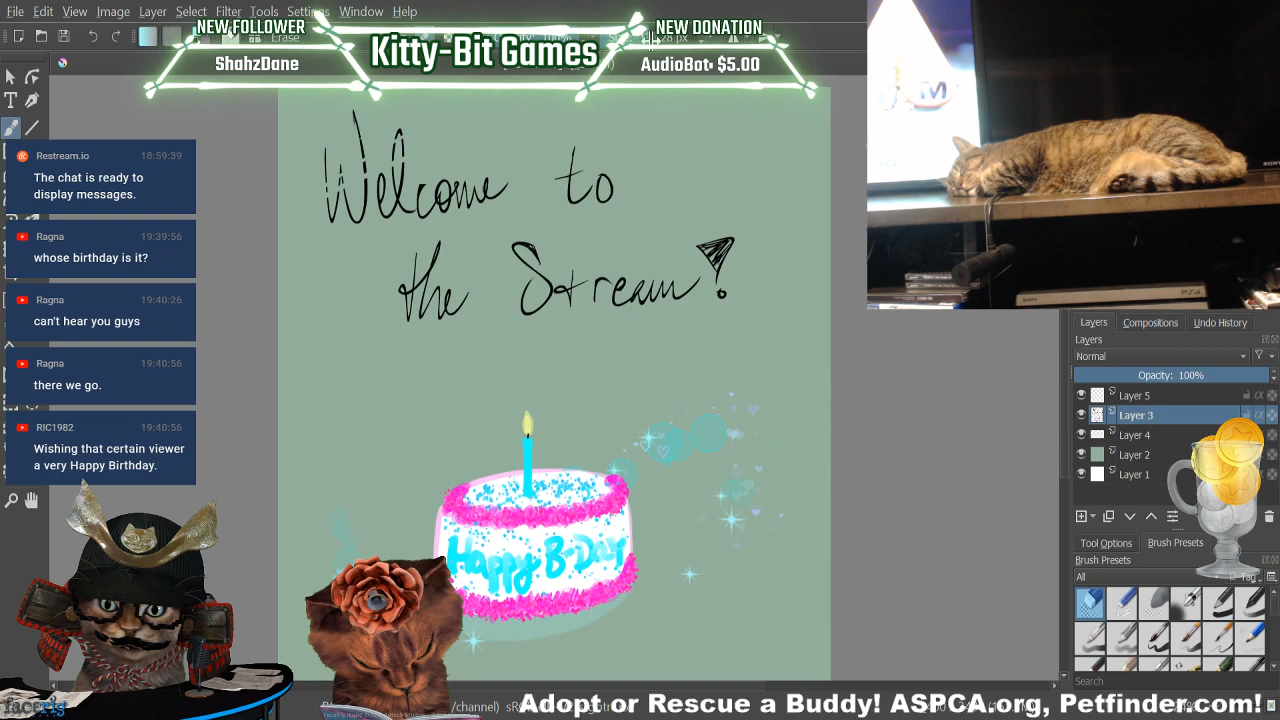 File Edit View Image Layer Select Filter Tools Settings Window Help
NEW FOLLOWER
ShahzDane
Kitty-Bit Games
NEW DONATION
AudioBot: $5.00
Erase
Restream.io 18:59:39
The chat is ready to
display messages.
Ragna 19:39:56
whose birthday is it?
Ragna 19:40:26
can't hear you guys
Ragna 19:40:56
there we go.
RIC1982 19:40:56
Wishing that certain viewer
a very Happy Birthday.
Welcome to
the Stream!
Happy B-Day
SONY
PS4
Layers Compositions Undo History
Layers
Normal
Opacity: 100%
Layer 5
Layer 3
Layer 4
Layer 2
Layer 1
Tool Options Brush Presets
Brush Presets
All
Tag
Search
facerig
Adopt or Rescue a Buddy! ASPCA.org, Petfinder.com!